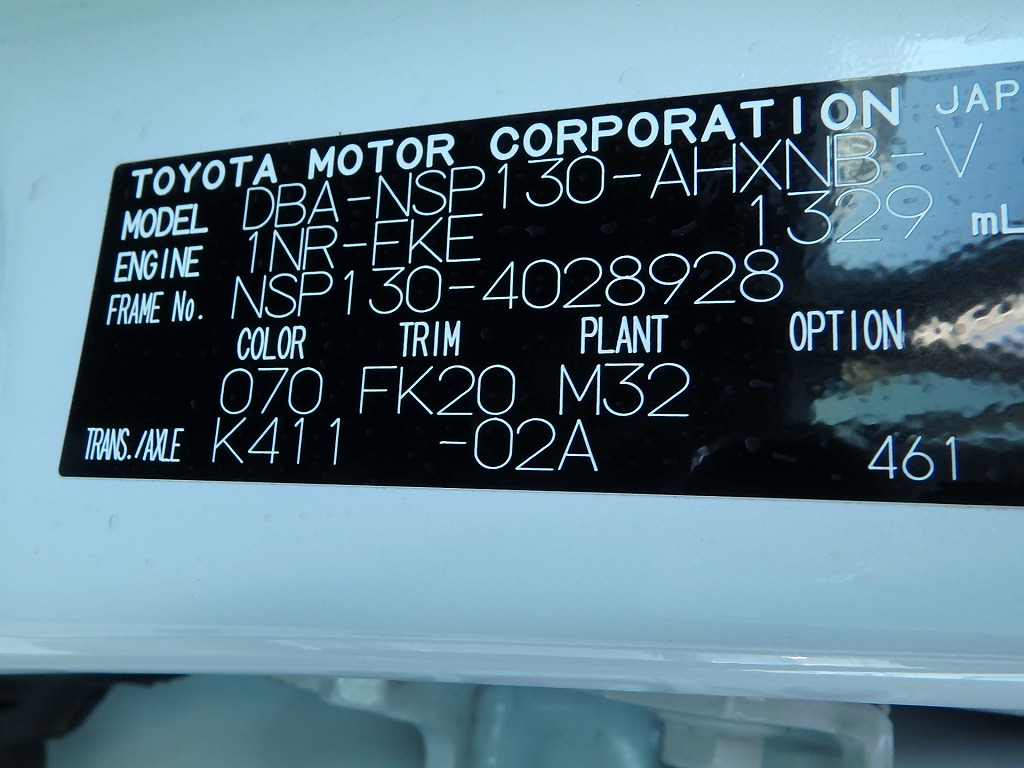 TOYOTA MOTOR CORPORATION JAP
MODEL DBA-NSP130-AHXNB-V
ENGINE 1NR-FKE 1329 mL
FRAME No. NSP130-4028928
COLOR TRIM PLANT OPTION
070 FK20 M32
TRANS./AXLE K411 -02A 461